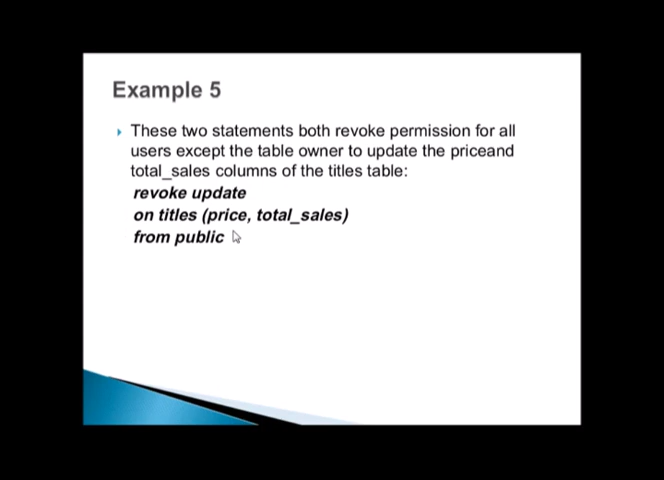 Example 5
These two statements both revoke permission for all
users except the table owner to update the priceand
total_sales columns of the titles table:
revoke update
on titles (price, total_sales)
from public